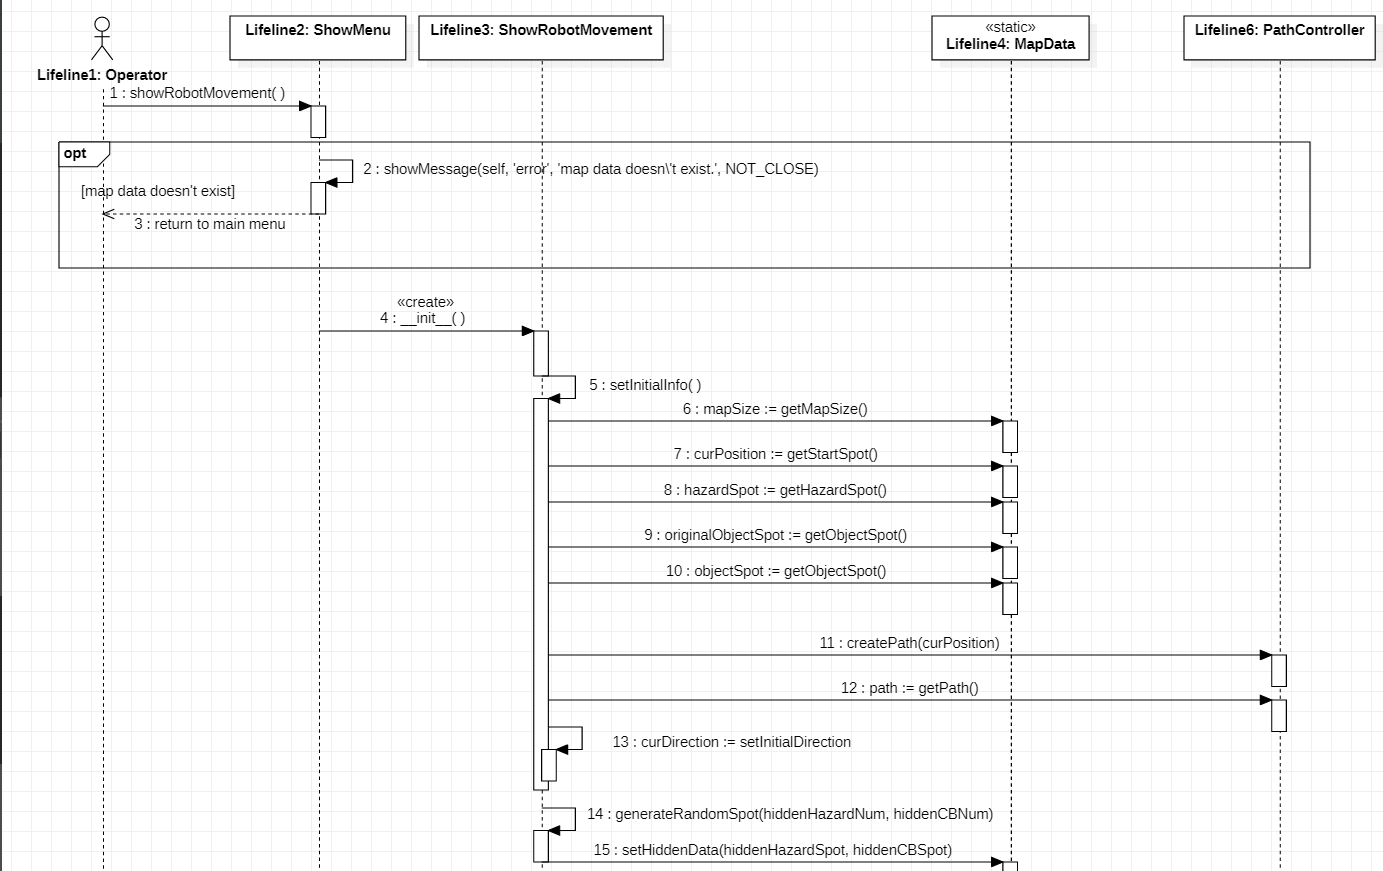 Lifeline2: ShowMenu
Lifeline3: ShowRobotMovement
«static»
Lifeline4: MapData
Lifeline6: PathController
Lifeline1: Operator
1 : showRobotMovement( )
opt
2 : showMessage(self, 'error', 'map data doesn\'t exist.', NOT_CLOSE)
[map data doesn't exist]
3 : return to main menu
«create»
4 : __init__( )
5 : setInitialInfo( )
6 : mapSize := getMapSize()
7 : curPosition := getStartSpot()
8 : hazardSpot := getHazardSpot()
9 : originalObjectSpot := getObjectSpot()
10 : objectSpot := getObjectSpot()
11 : createPath(curPosition)
12 : path := getPath()
13 : curDirection := setInitialDirection
14 : generateRandomSpot(hiddenHazardNum, hiddenCBNum)
15 : setHiddenData(hiddenHazardSpot, hiddenCBSpot)